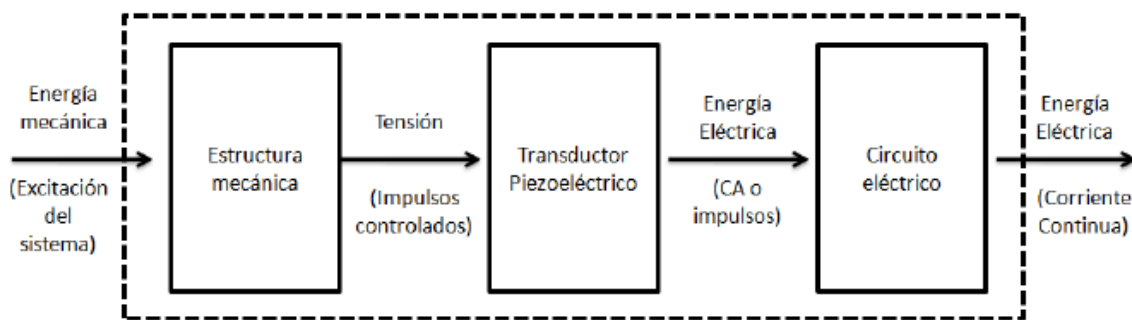 Energía
mecánica
(Excitación
del
sistema)
Estructura
mecánica
Tensión
(Impulsos
controlados)
Transductor
Piezoeléctrico
Energía
Eléctrica
(CA o
impulsos)
Circuito
eléctrico
Energía
Eléctrica
(Corriente
Continua)